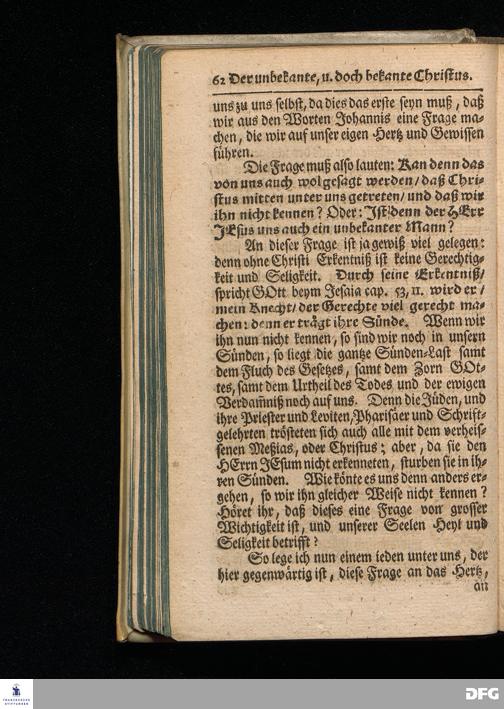 62 Der unbekante, u. doch bekante Christus.
uns zu uns selbst, da dies das erste seyn muß, daß
wir aus den Worten Johannis eine Frage ma-
chen, die wir auf unser eigen Hertz und Gewissen
führen.
Die Frage muß also lauten: Kan denn das
von uns auch wol gesagt werden/ daß Chri-
stus mitten unter uns getreten/ und daß wir
ihn nicht kennen? Oder: Ist denn der HErr
JEsus uns auch ein unbekanter Mann?
An dieser Frage ist ja gewiß viel gelegen:
denn ohne Christi Erkentniß ist keine Gerechtig-
keit und Seligkeit. Durch seine Erkentniß/
spricht GOtt beym Jesaia cap. 53, 11. wird er/
mein Knecht/ der Gerechte viel gerecht ma-
chen: denn er trägt ihre Sünde. Wenn wir
ihn nun nicht kennen, so sind wir noch in unsern
Sünden, so liegt die gantze Sünden-Last samt
dem Fluch des Gesetzes, samt dem Zorn GOt-
tes, samt dem Urtheil des Todes und der ewigen
Verdam̄niß noch auf uns. Denn die Jüden, und
ihre Priester und Leviten, Pharisäer und Schrift-
gelehrten trösteten sich auch alle mit dem verheis-
senen Meßias, oder Christus; aber, da sie den
HErrn JEsum nicht erkenneten, sturben sie in ih-
ren Sünden. Wie könte es uns denn anders er-
gehen, so wir ihn gleicher Weise nicht kennen?
Höret ihr, daß dieses eine Frage von grosser
Wichtigkeit ist, und unserer Seelen Heyl und
Seligkeit betrifft?
So lege ich nun einem ieden unter uns, der
hier gegenwärtig ist, diese Frage an das Hertz,
an
FRANCKESCHE
STIFTUNGEN
DFG